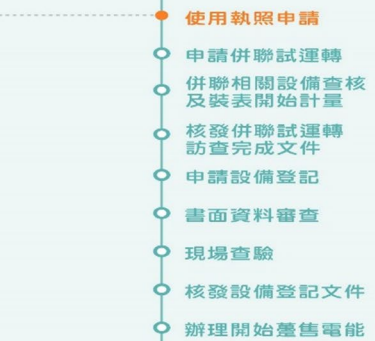 使用執照申請
申請併聯試運轉
併聯相關設備查核
及裝表開始計量
核發併聯試運轉
訪查完成文件
申請設備登記
書面資料審查
現場查驗
核發設備登記文件
辦理開始躉售電能